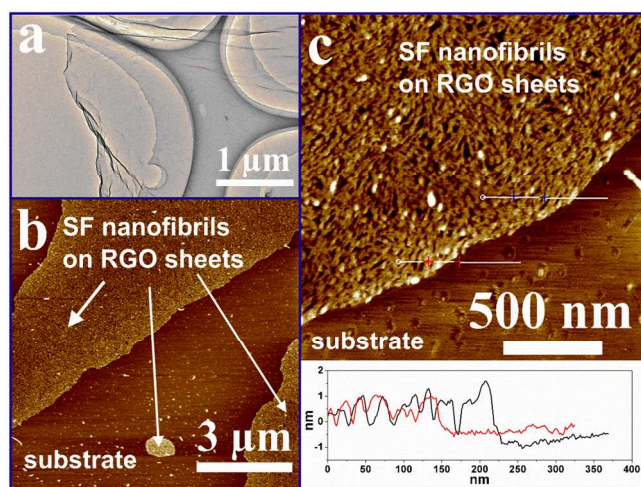 a
1 µm
b
SF nanofibrils
on RGO sheets
substrate
3 µm
c
SF nanofibrils
on RGO sheets
substrate
500 nm
nm
2
1
0
-1
0 50 100 150 200 250 300 350 400
nm